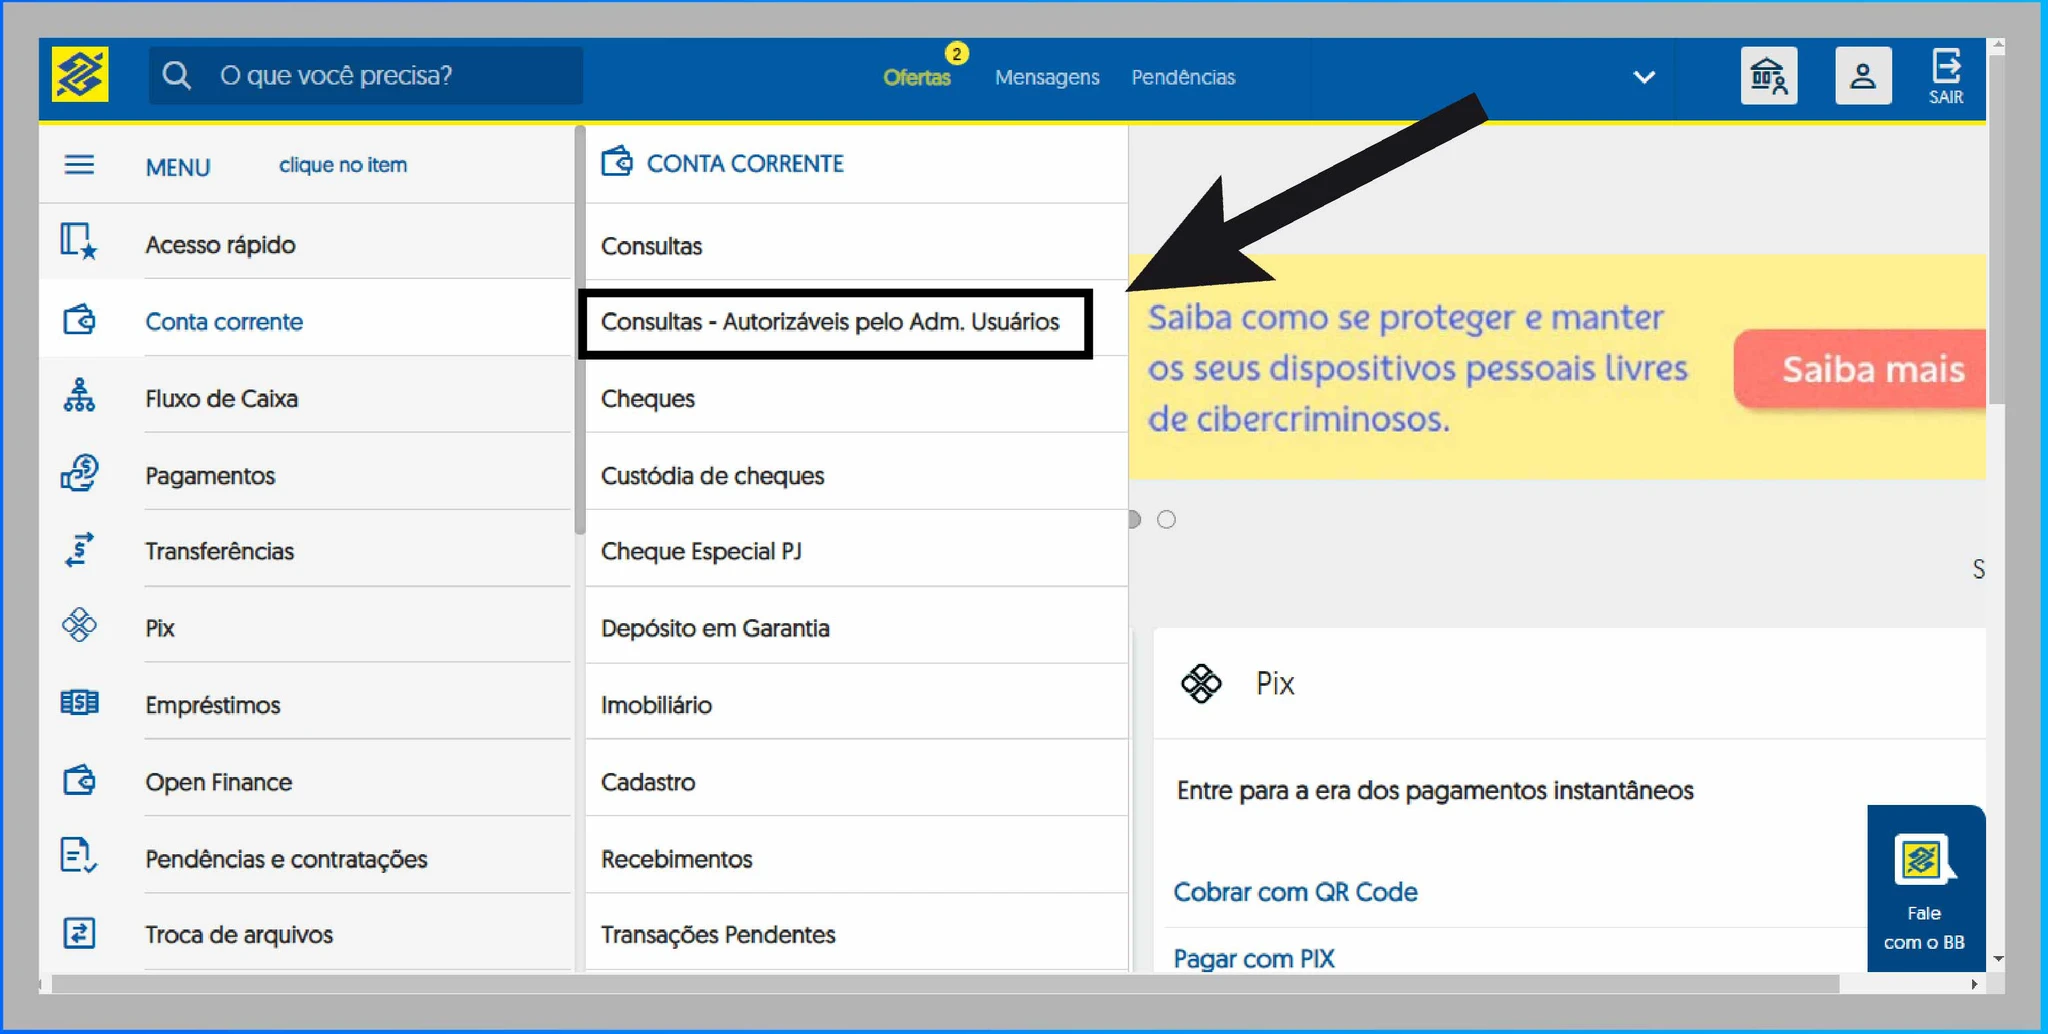 O que você precisa?
Ofertas
2
Mensagens
Pendências
SAIR
MENU
clique no item
Acesso rápido
Conta corrente
Fluxo de Caixa
Pagamentos
Transferências
Pix
Empréstimos
Open Finance
Pendências e contratações
Troca de arquivos
CONTA CORRENTE
Consultas
Consultas - Autorizáveis pelo Adm. Usuários
Cheques
Custódia de cheques
Cheque Especial PJ
Depósito em Garantia
Imobiliário
Cadastro
Recebimentos
Transações Pendentes
Saiba como se proteger e manter
os seus dispositivos pessoais livres
de cibercriminosos.
Saiba mais
S
Pix
Entre para a era dos pagamentos instantâneos
Cobrar com QR Code
Pagar com PIX
Fale
com o BB